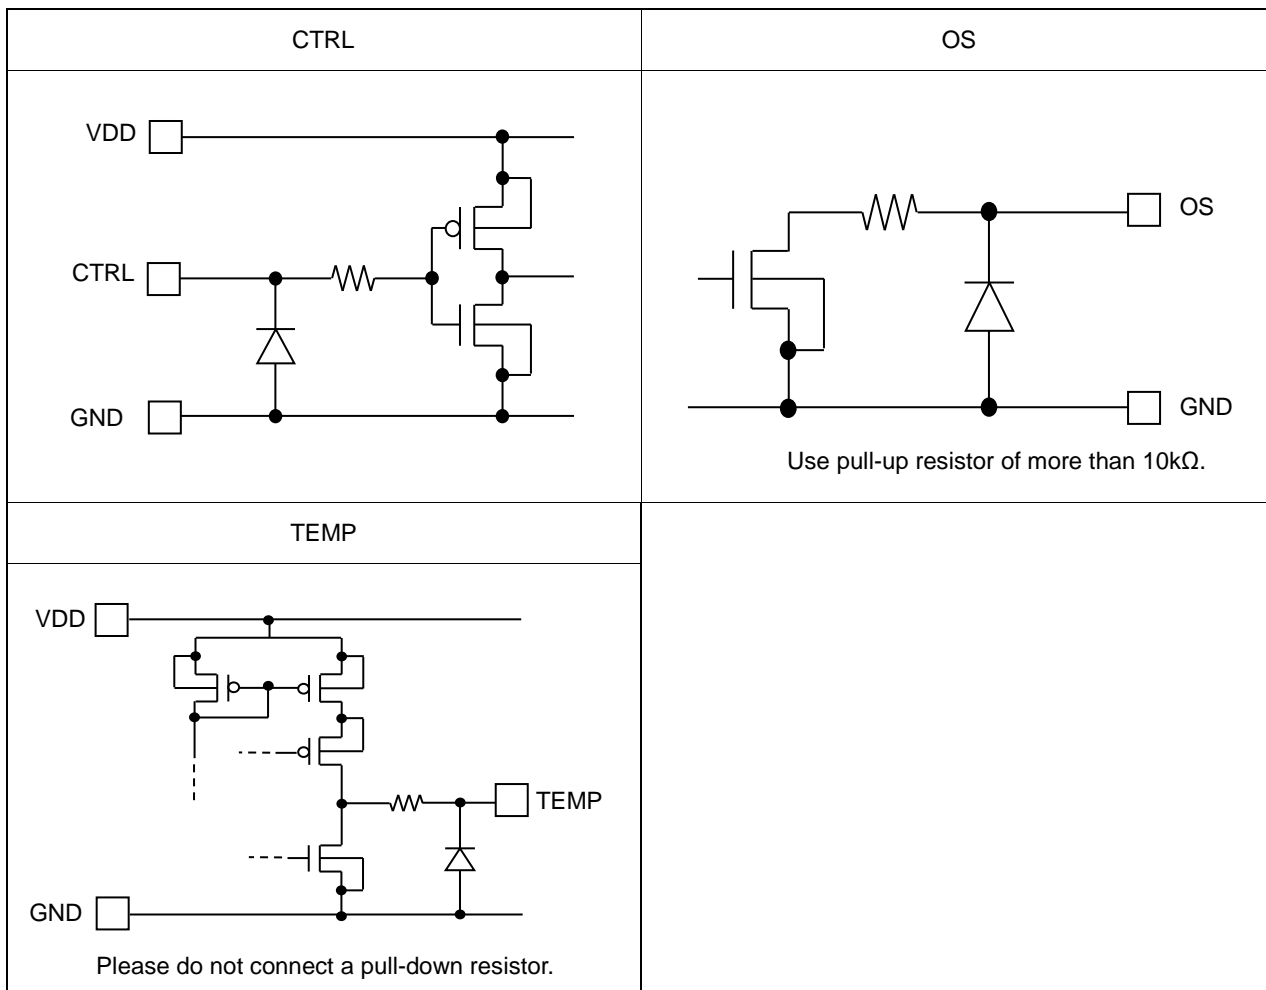 CTRL
OS
VDD
CTRL
GND
OS
GND
Use pull-up resistor of more than 10kΩ.
TEMP
VDD
TEMP
GND
Please do not connect a pull-down resistor.